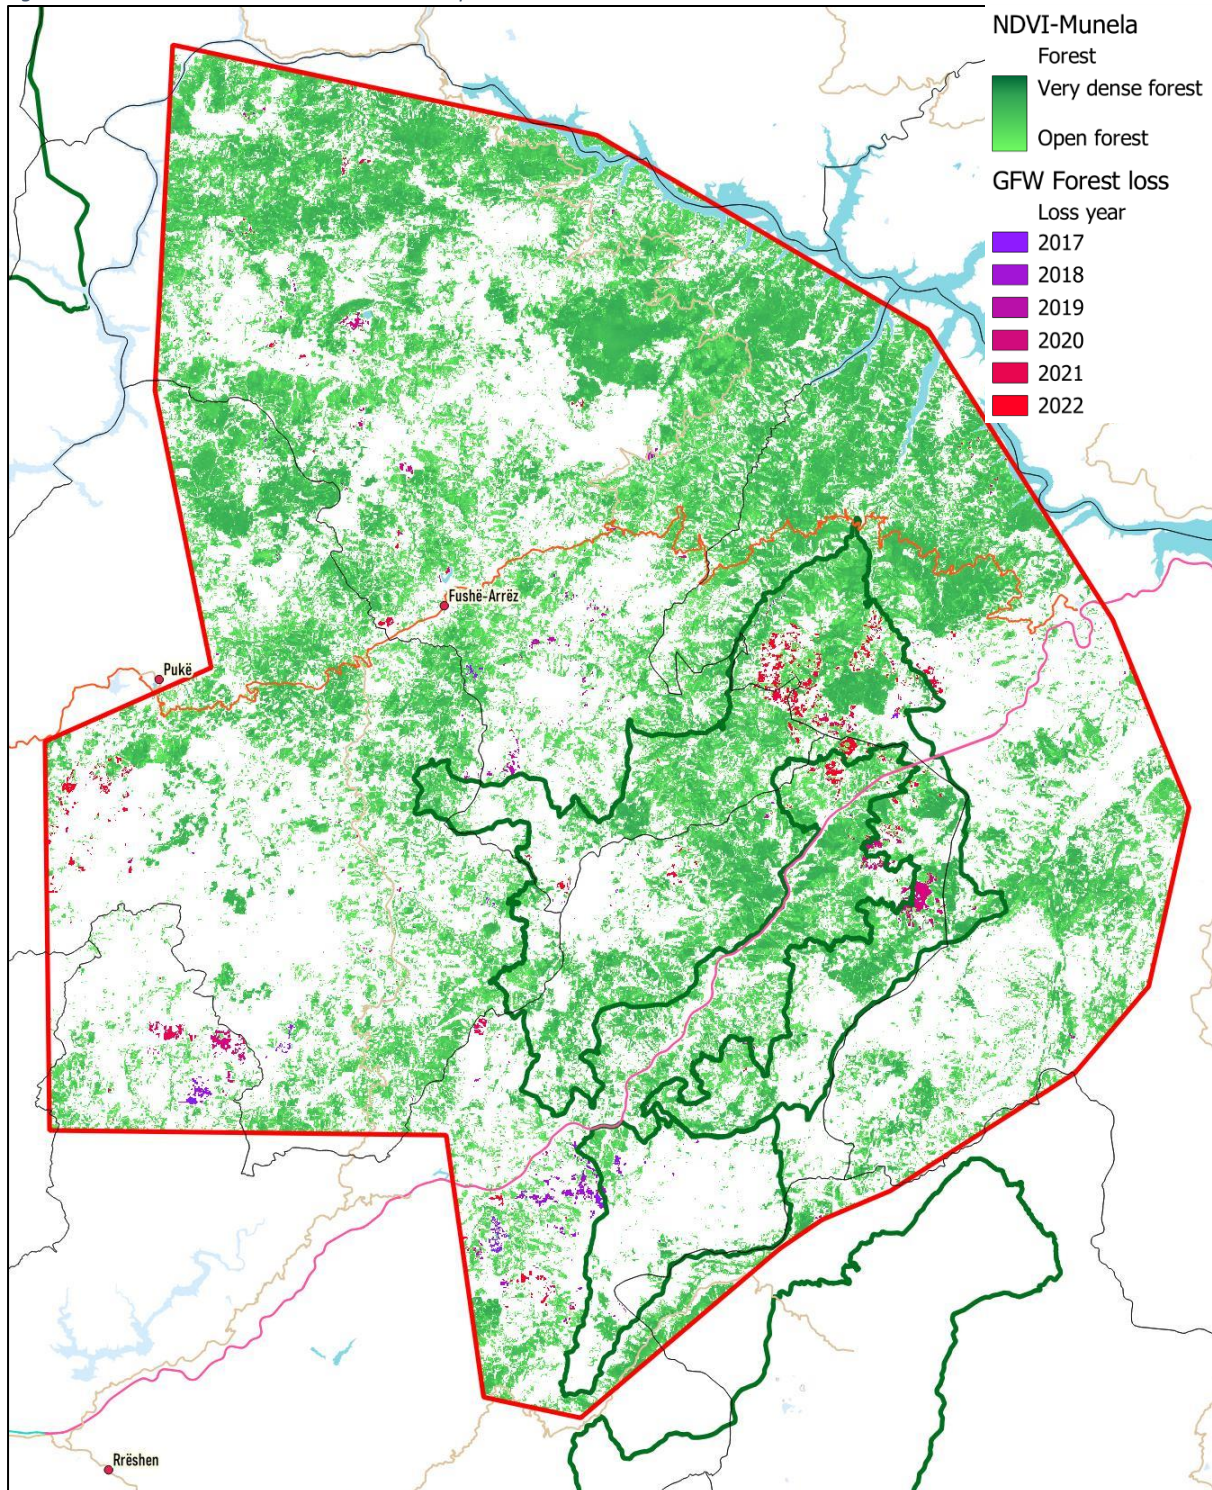 NDVI-Munela
Forest
Very dense forest
Open forest
GFW Forest loss
Loss year
2017
2018
2019
2020
2021
2022
Fushë-Arrëz
Pukë
Rrëshen